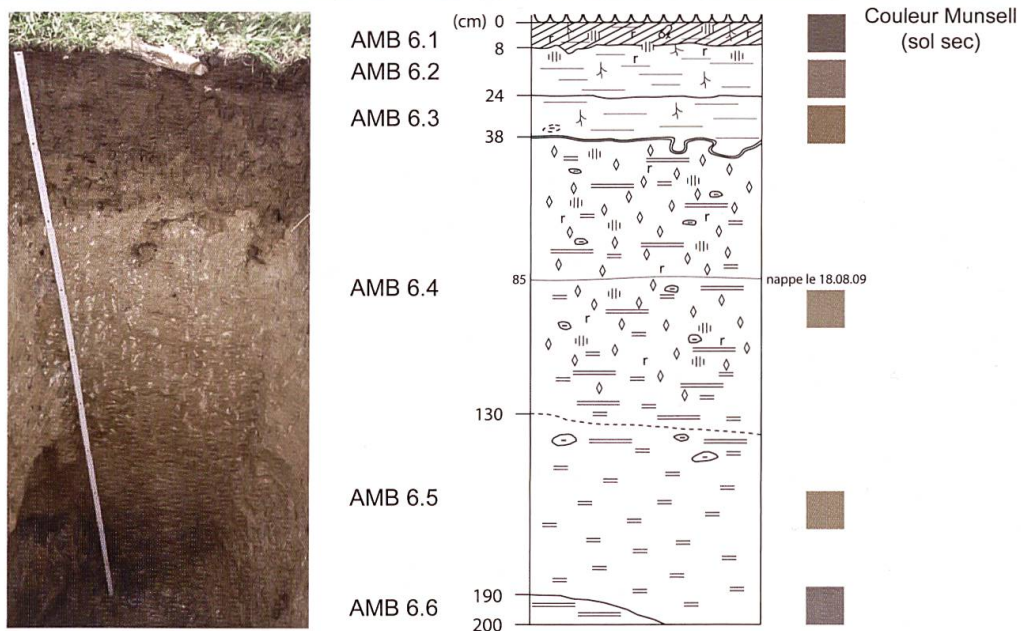 (cm) 0
Couleur Munsell
(sol sec)
AMB 6.1
r r r r
8
r r
AMB 6.2
24
AMB 6.3
38
r
r r
r
85
nappe le 18.08.09
AMB 6.4
r r
r
130
AMB 6.5
190
AMB 6.6
200